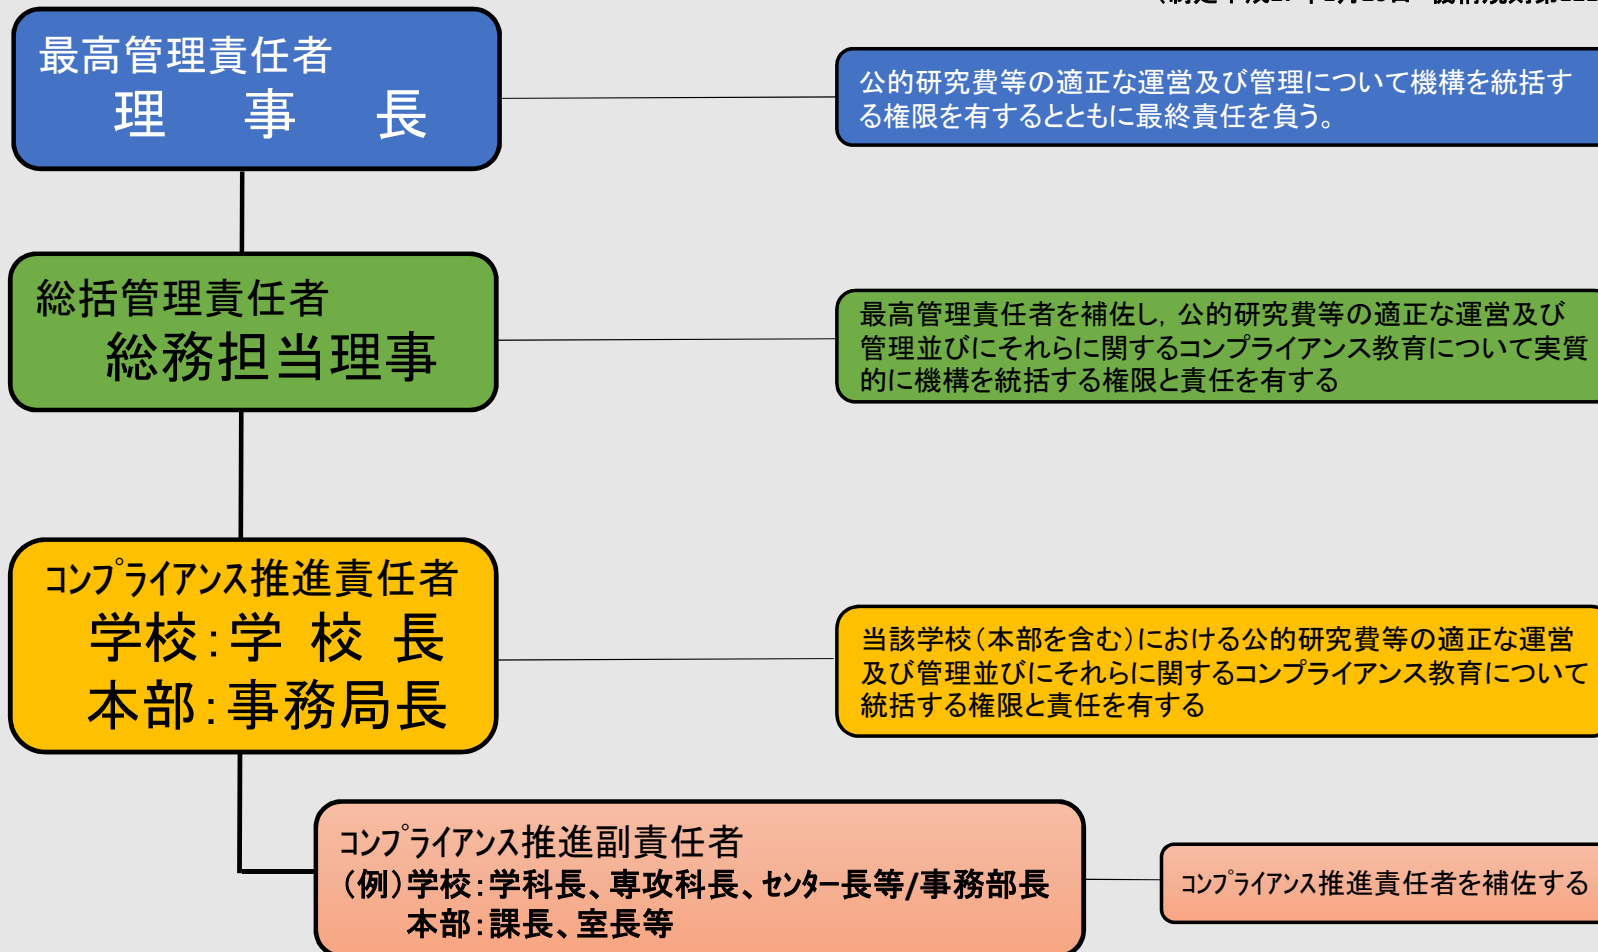 最高管理責任者
理　事　長
公的研究費等の適正な運営及び管理について機構を統括す
る権限を有するとともに最終責任を負う。
総括管理責任者
総務担当理事
最高管理責任者を補佐し，公的研究費等の適正な運営及び
管理並びにそれらに関するコンプライアンス教育について実質
的に機構を統括する権限と責任を有する
コンプライアンス推進責任者
学校：学 校 長
本部：事務局長
当該学校（本部を含む）における公的研究費等の適正な運営
及び管理並びにそれらに関するコンプライアンス教育について
統括する権限と責任を有する
コンプライアンス推進副責任者
（例）学校：学科長、専攻科長、センター長等/事務部長
本部：課長、室長等
コンプライアンス推進責任者を補佐する